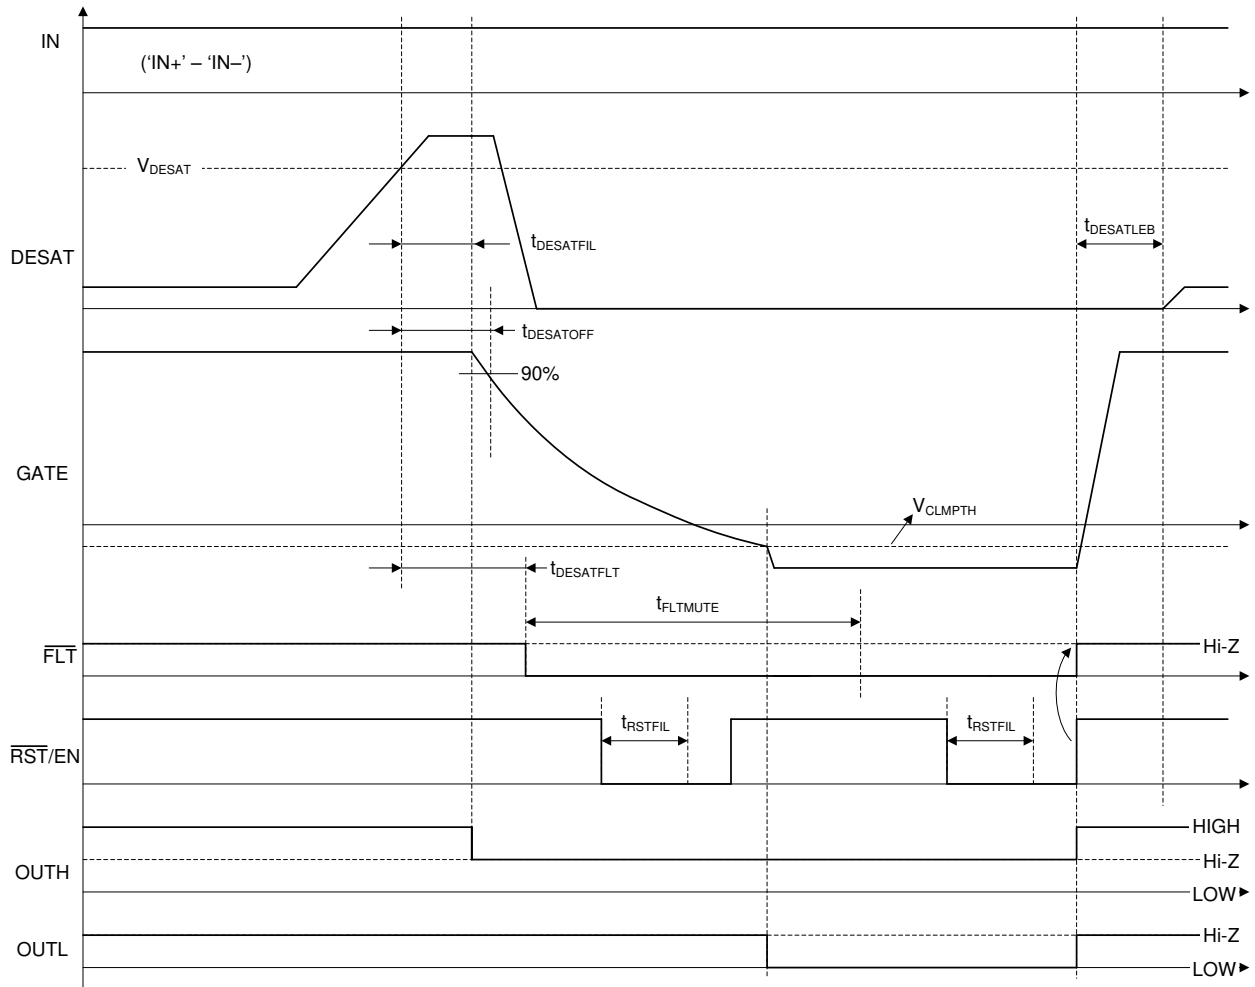 IN
('IN+' – 'IN–')
VDESAT
tDESATLEB
tDESATFIL
DESAT
tDESATOFF
90%
GATE
VCLMPTH
tDESATFLT
tFLTMUTE
FLT
Hi-Z
tRSTFIL
tRSTFIL
RST/EN
HIGH
Hi-Z
OUTH
LOW
Hi-Z
OUTL
LOW